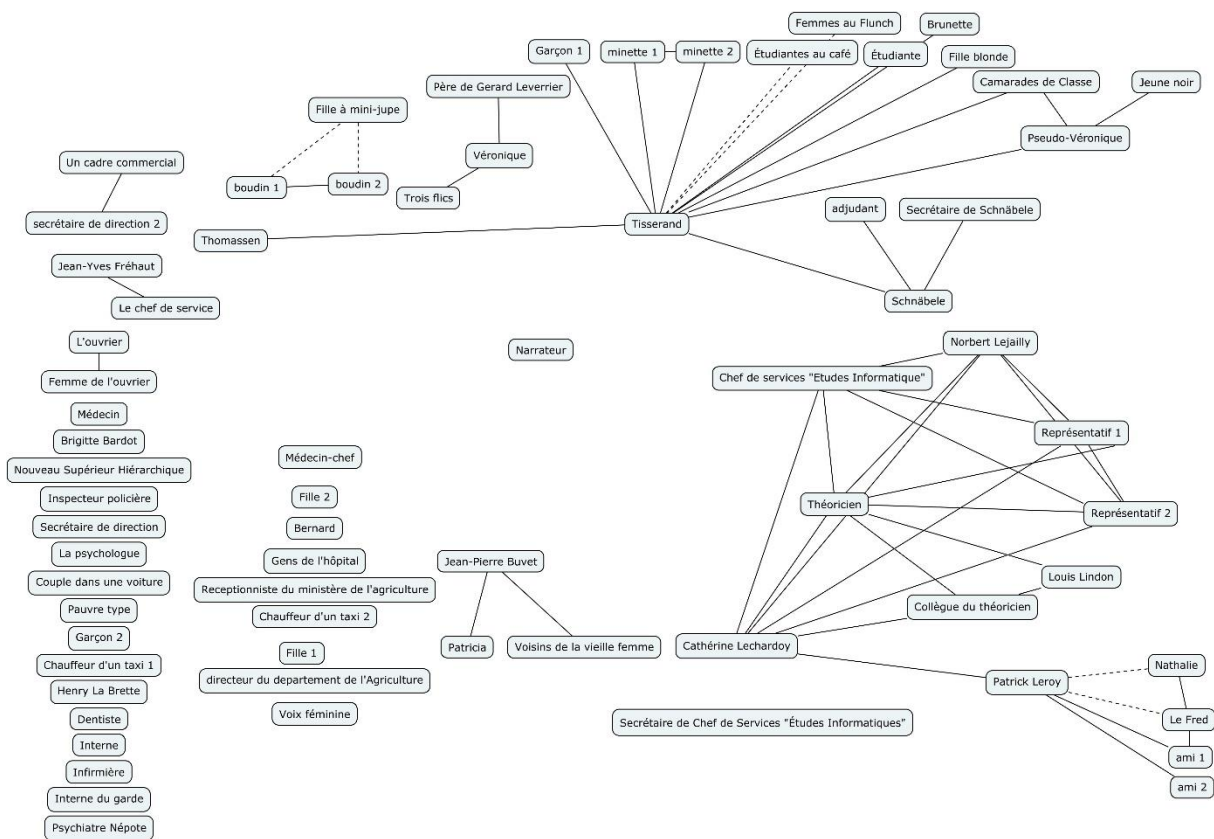 Femmes au Flunch
Brunette
Garçon 1
minette 1
minette 2
Étudiantes au café
Étudiante
Fille blonde
Camarades de Classe
Jeune noir
Père de Gerard Leverrier
Fille à mini-jupe
Pseudo-Véronique
Un cadre commercial
Véronique
boudin 1
boudin 2
Trois flics
secrétaire de direction 2
Tisserand
adjudant
Secrétaire de Schnäbele
Thomassen
Jean-Yves Fréhaut
Le chef de service
Schnäbele
L'ouvrier
Narrateur
Norbert Lejailly
Femme de l'ouvrier
Chef de services "Etudes Informatique"
Médecin
Brigitte Bardot
Représentatif 1
Nouveau Supérieur Hiérarchique
Médecin-chef
Inspecteur policière
Fille 2
Théoricien
Représentatif 2
Secrétaire de direction
Bernard
La psychologue
Gens de l'hôpital
Jean-Pierre Buvet
Couple dans une voiture
Receptionniste du ministère de l'agriculture
Louis Lindon
Pauvre type
Chauffeur d'un taxi 2
Collègue du théoricien
Garçon 2
Fille 1
Patricia
Voisins de la vieille femme
Cathérine Lechardoy
Chauffeur d'un taxi 1
directeur du departement de l'Agriculture
Patrick Leroy
Nathalie
Henry La Brette
Voix féminine
Dentiste
Secrétaire de Chef de Services "Études Informatiques"
Le Fred
Interne
ami 1
Infirmière
ami 2
Interne du garde
Psychiatre Népote